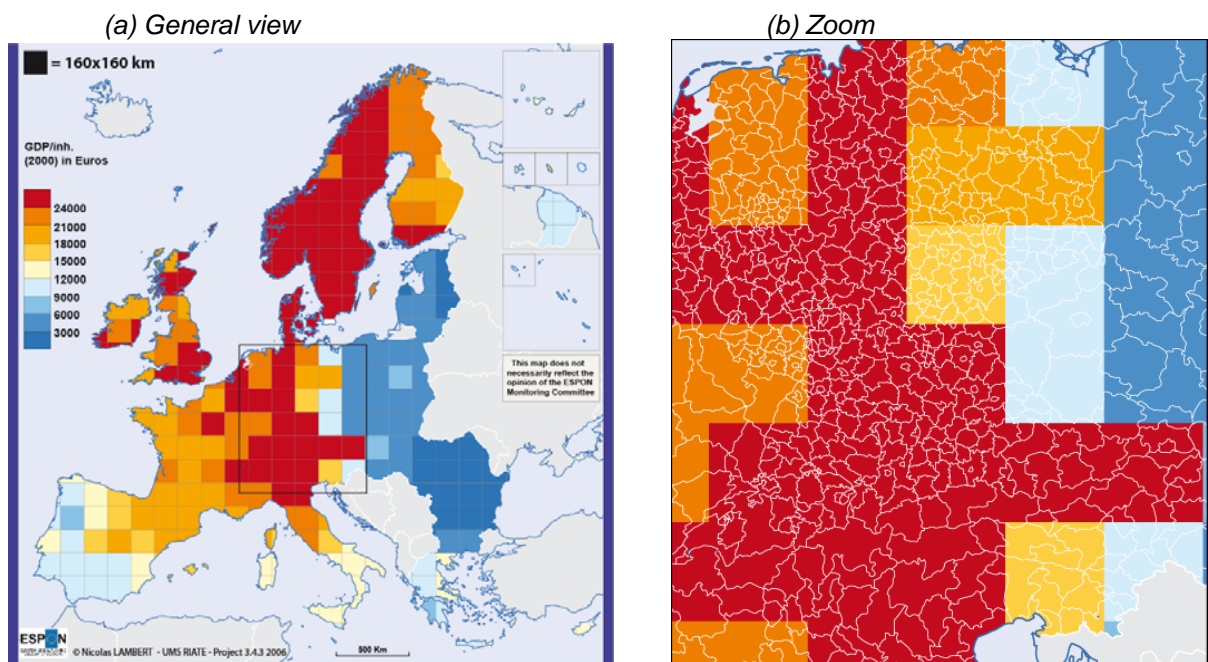 (a) General view
(b) Zoom
= 160x160 km
GDP/inh.
(2000) in Euros
24000
21000
18000
15000
12000
9000
6000
3000
This map does not
necessarily reflect the
opinion of the ESPON
Monitoring Committee
ESPON
© Nicolas LAMBERT - UMS RIATE - Project 3.4.3 2006
500 Km